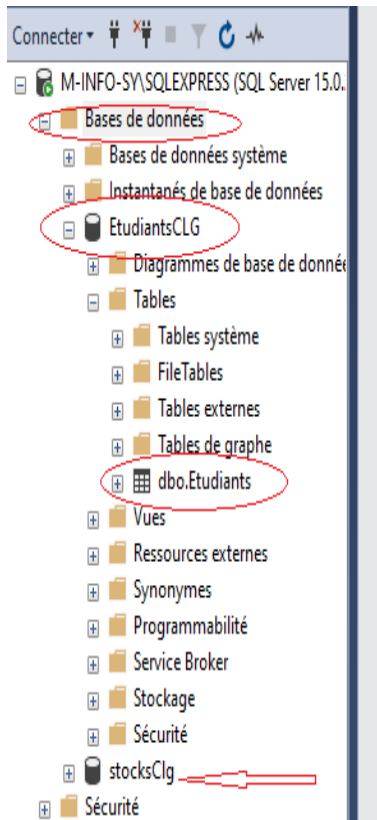 Connecter
M-INFO-SY\SQLEXPRESS (SQL Server 15.0.
Bases de données
Bases de données système
Instantanés de base de données
EtudiantsCLG
Diagrammes de base de donnée
Tables
Tables système
FileTables
Tables externes
Tables de graphe
dbo.Etudiants
Vues
Ressources externes
Synonymes
Programmabilité
Service Broker
Stockage
Sécurité
stocksClg
Sécurité